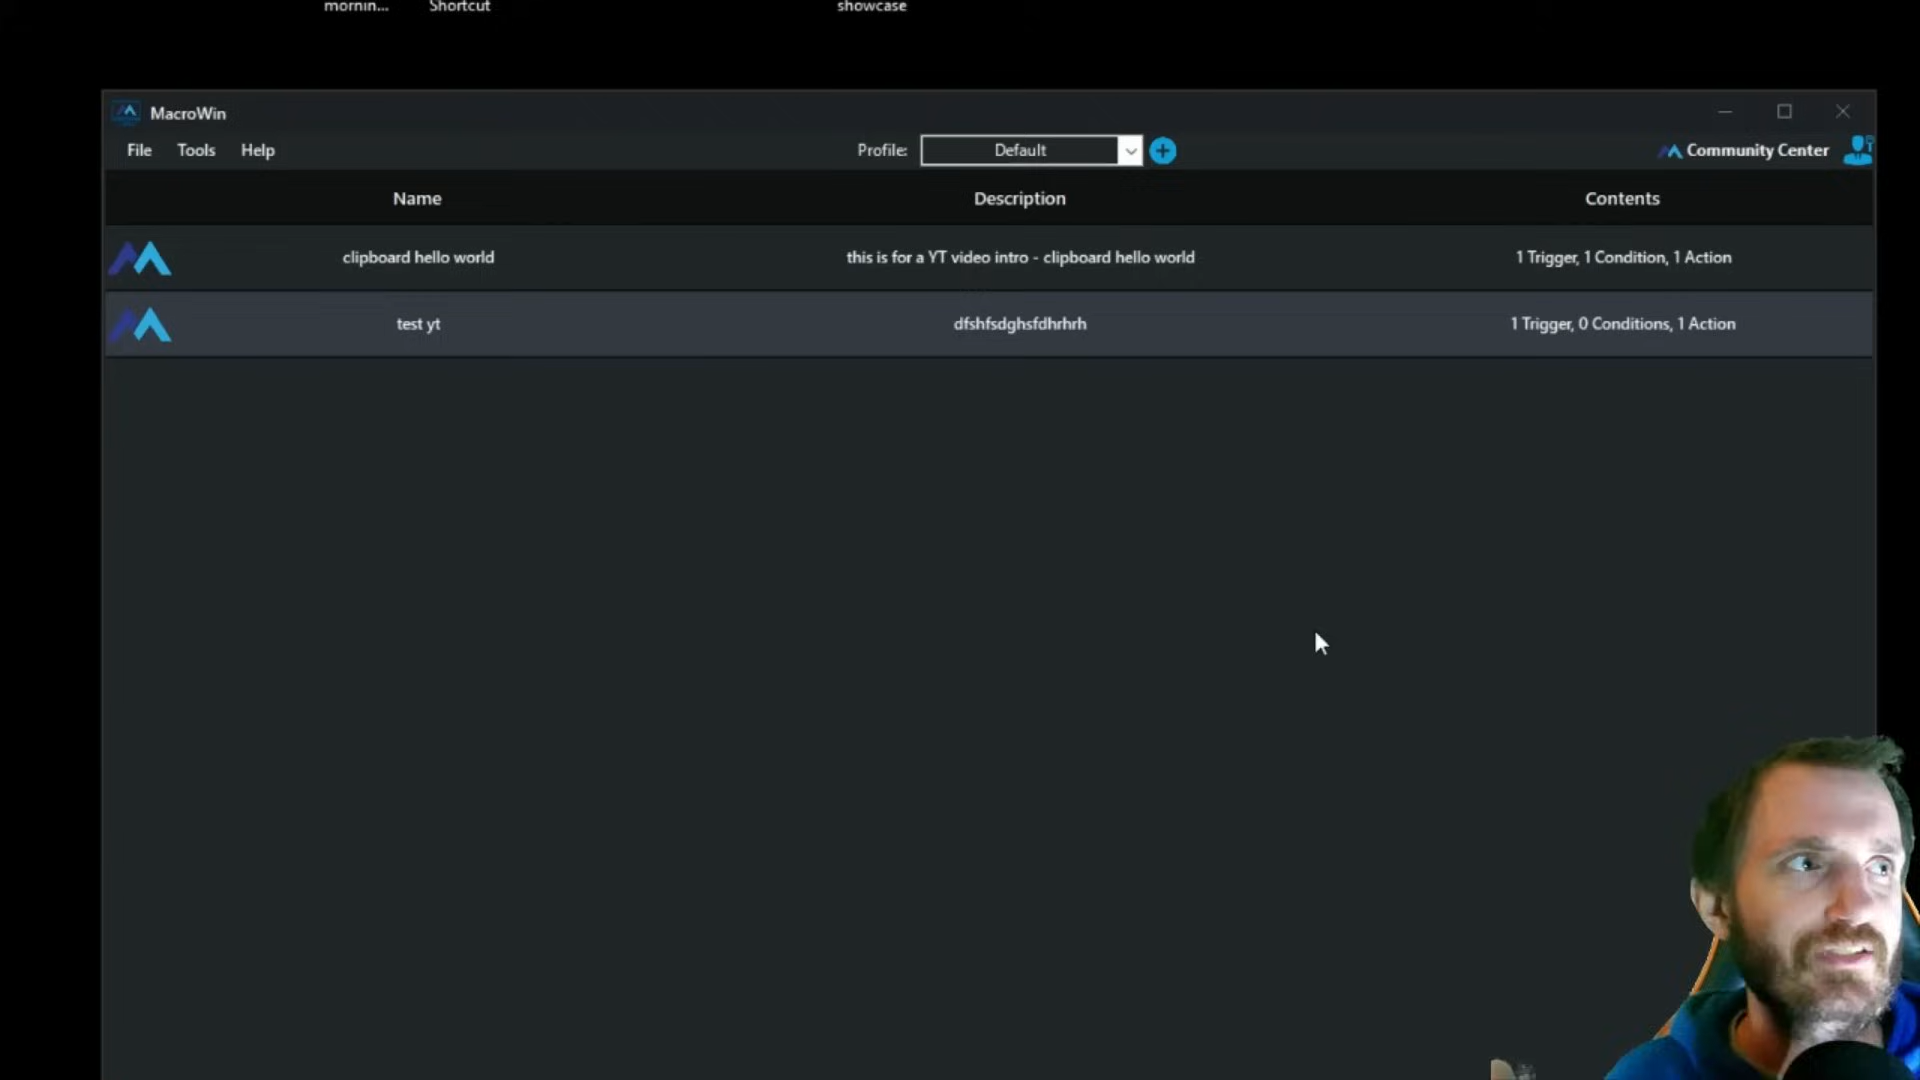 mornin... Shortcut showcase
MacroWin
File Tools Help Profile: Default Community Center
Name Description Contents
clipboard hello world this is for a YT video intro - clipboard hello world 1 Trigger, 1 Condition, 1 Action
test yt dfshfsdghsfdhrhrh 1 Trigger, 0 Conditions, 1 Action